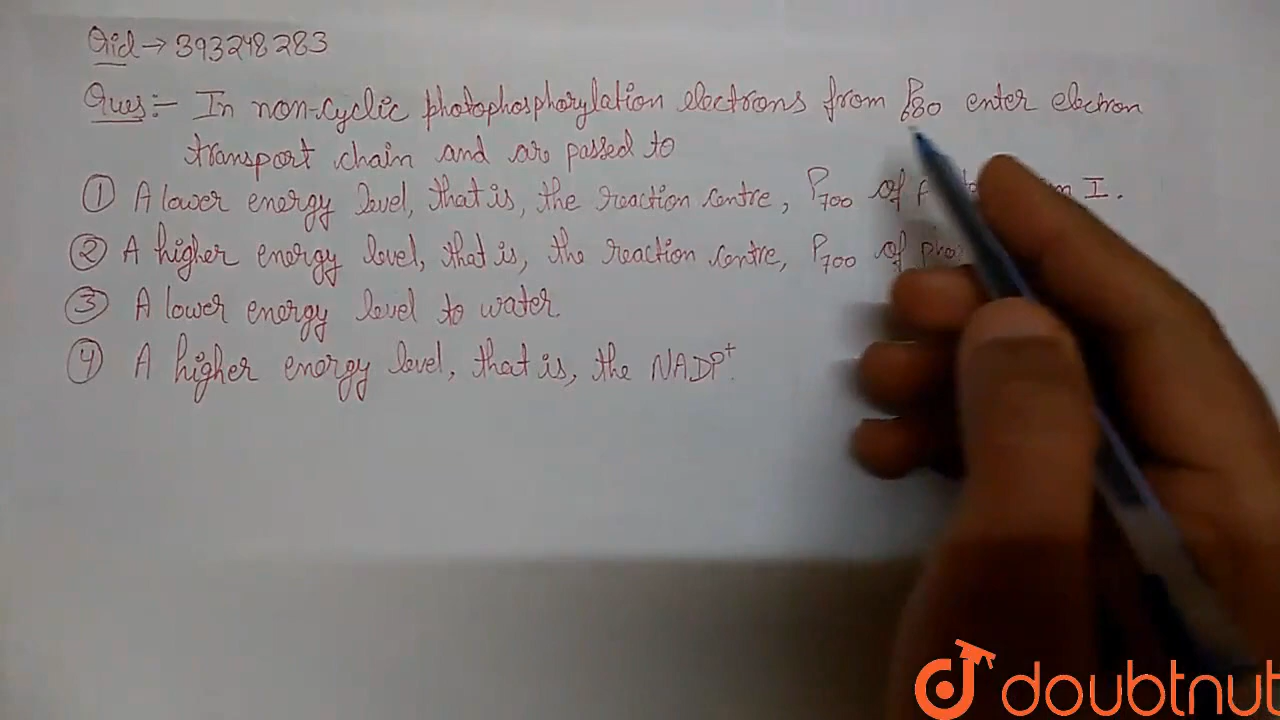 Qid → 393248283
Ques :- In non-cyclic photophosphorylation electrons from P680 enter electron
transport chain and are passed to
① A lower energy level, that is, the reaction centre, P700 of I.
② A higher energy level, that is, the reaction centre, P700 of
③ A lower energy level to water.
④ A higher energy level, that is, the NADP⁺.
doubtnut